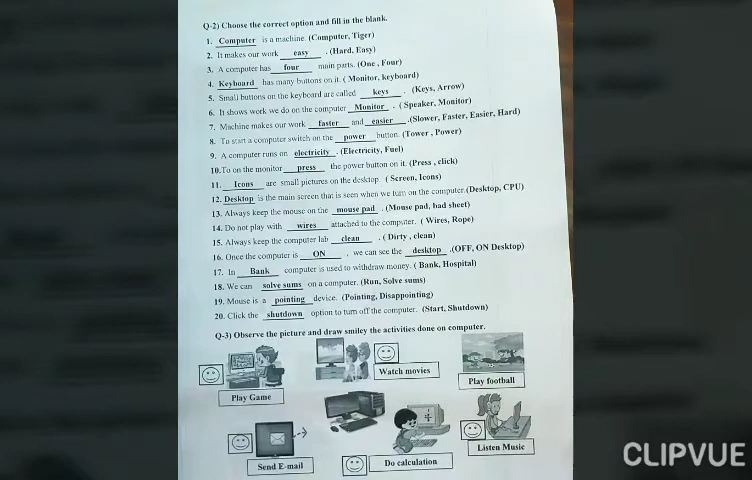 Q-2) Choose the correct option and fill in the blank.
1. Computer is a machine. (Computer, Tiger)
2. It makes our work easy . (Hard, Easy)
3. A computer has four main parts. (One , Four)
4. Keyboard has many buttons on it. ( Monitor, keyboard)
5. Small buttons on the keyboard are called keys . (Keys, Arrow)
6. It shows work we do on the computer Monitor . ( Speaker, Monitor)
7. Machine makes our work faster and easier .(Slower, Faster, Easier, Hard)
8. To start a computer switch on the power button. (Tower , Power)
9. A computer runs on electricity . (Electricity, Fuel)
10.To on the monitor press the power button on it. (Press , click)
11. Icons are small pictures on the desktop. ( Screen, Icons)
12. Desktop is the main screen that is seen when we turn on the computer.(Desktop, CPU)
13. Always keep the mouse on the mouse pad . (Mouse pad, bad sheet)
14. Do not play with wires attached to the computer. ( Wires, Rope)
15. Always keep the computer lab clean . ( Dirty , clean)
16. Once the computer is ON , we can see the desktop .(OFF, ON Desktop)
17. In Bank computer is used to withdraw money. ( Bank, Hospital)
18. We can solve sums on a computer. (Run, Solve sums)
19. Mouse is a pointing device. (Pointing, Disappointing)
20. Click the shutdown option to turn off the computer. (Start, Shutdown)
Q-3) Observe the picture and draw smiley the activities done on computer.
Play Game
Watch movies
Play football
Send E-mail
Do calculation
Listen Music
CLIPVUE